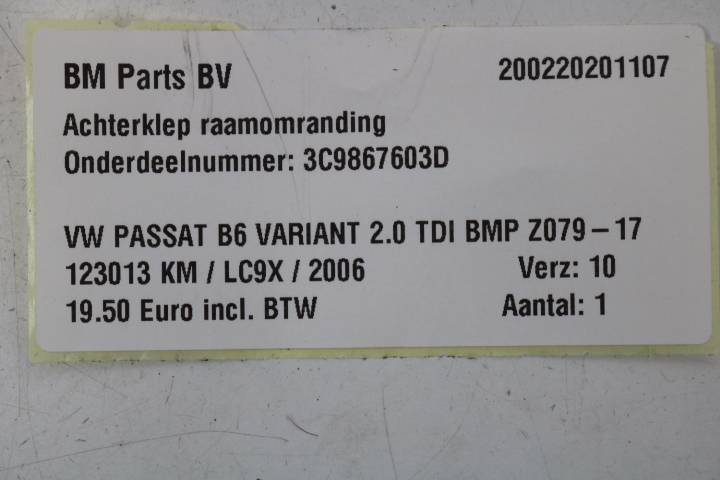 BM Parts BV 200220201107
Achterklep raamomranding
Onderdeelnummer: 3C9867603D
VW PASSAT B6 VARIANT 2.0 TDI BMP Z079-17
123013 KM / LC9X / 2006 Verz: 10
19.50 Euro incl. BTW Aantal: 1